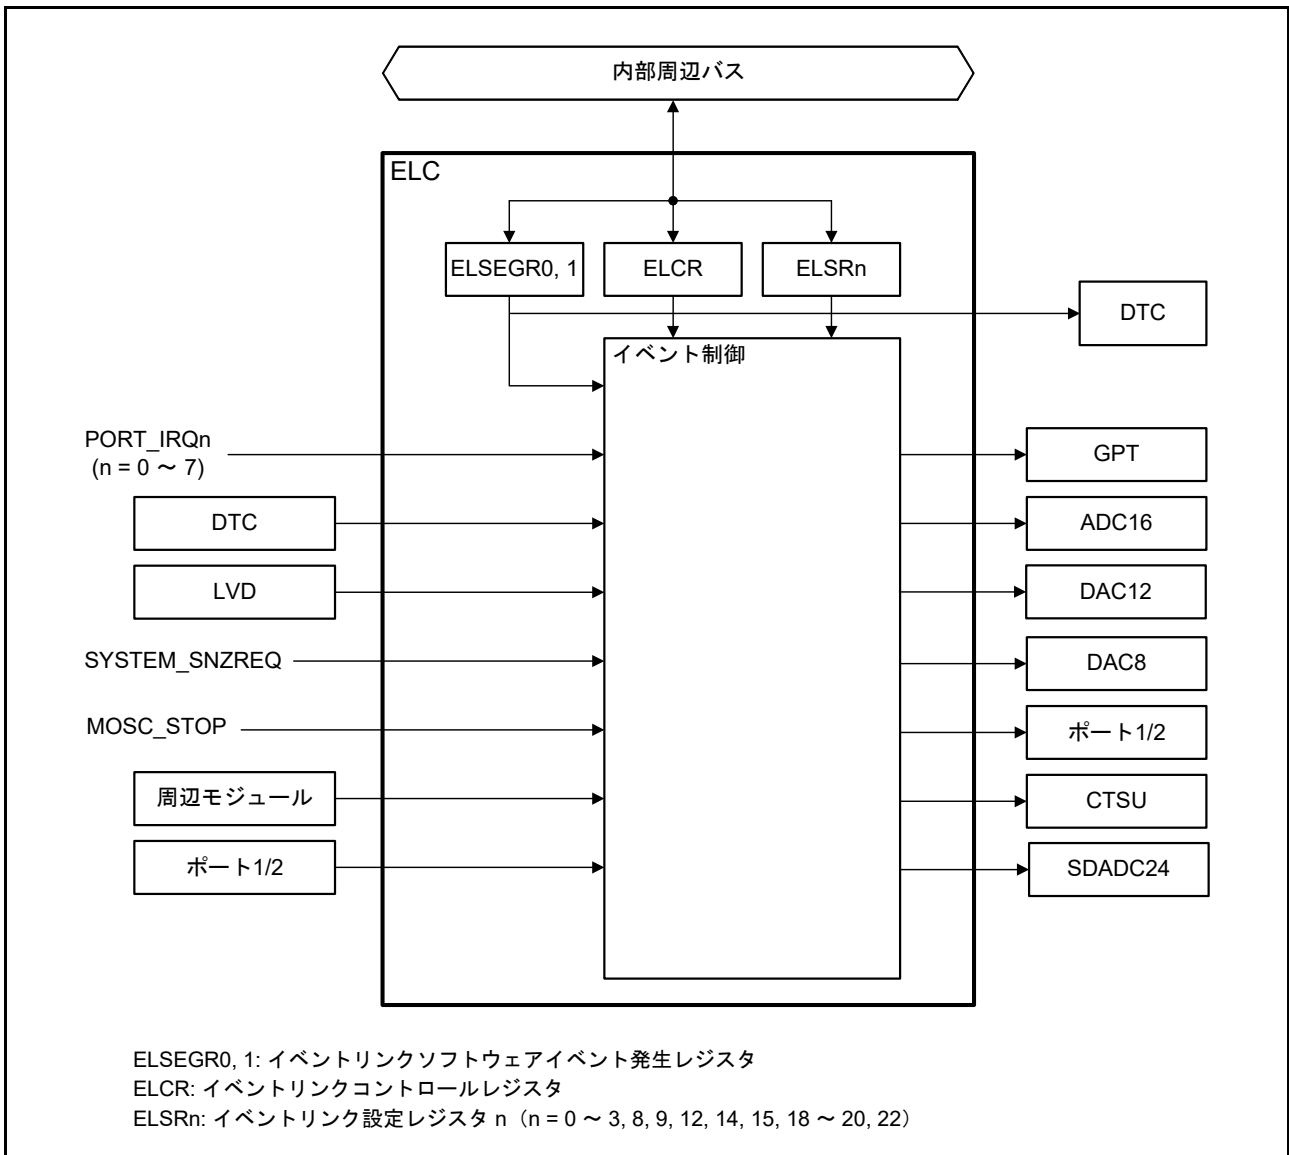 内部周辺バス
ELC
ELSEGR0, 1
ELCR
ELSRn
DTC
イベント制御
PORT_IRQn
(n = 0 ～ 7)
GPT
DTC
ADC16
LVD
DAC12
SYSTEM_SNZREQ
DAC8
MOSC_STOP
ポート1/2
周辺モジュール
CTSU
ポート1/2
SDADC24
ELSEGR0, 1: イベントリンクソフトウェアイベント発生レジスタ
ELCR: イベントリンクコントロールレジスタ
ELSRn: イベントリンク設定レジスタ n（n = 0 ～ 3, 8, 9, 12, 14, 15, 18 ～ 20, 22）